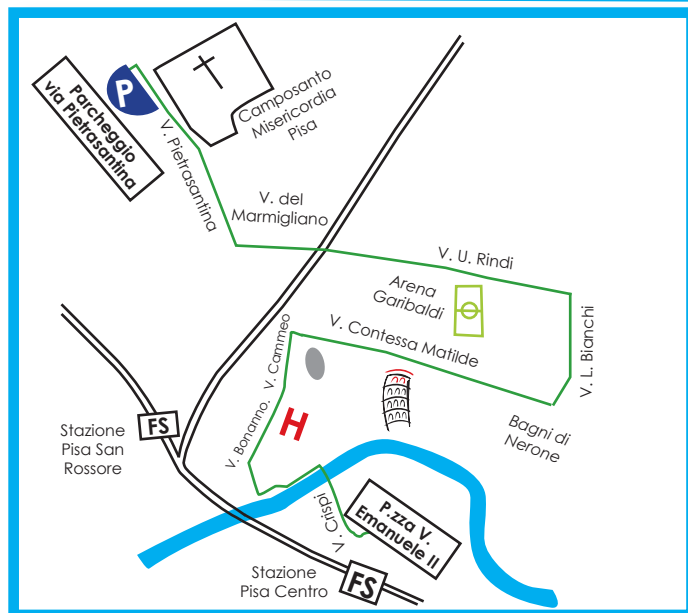 P
Parcheggio
via Pietrasantina
Camposanto
Misericordia
Pisa
V. Pietrasantina
V. del
Marmigliano
V. U. Rindi
Arena
Garibaldi
V. Contessa Matilde
V. L. Bianchi
V. Cammeo
V. Bonanno.
H
Bagni di
Nerone
FS
Stazione
Pisa San
Rossore
V. Crispi
P.zza V.
Emanuele II
Stazione
Pisa Centro
FS